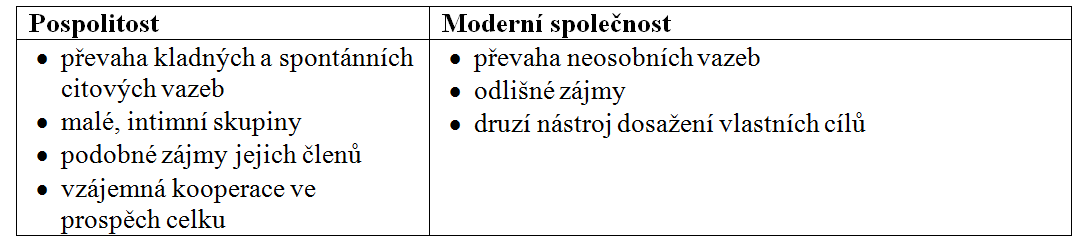 Pospolitost
• převaha kladných a spontánních
citových vazeb
• malé, intimní skupiny
• podobné zájmy jejich členů
• vzájemná kooperace ve
prospěch celku
Moderní společnost
• převaha neosobních vazeb
• odlišné zájmy
• druzí nástroj dosažení vlastních cílů